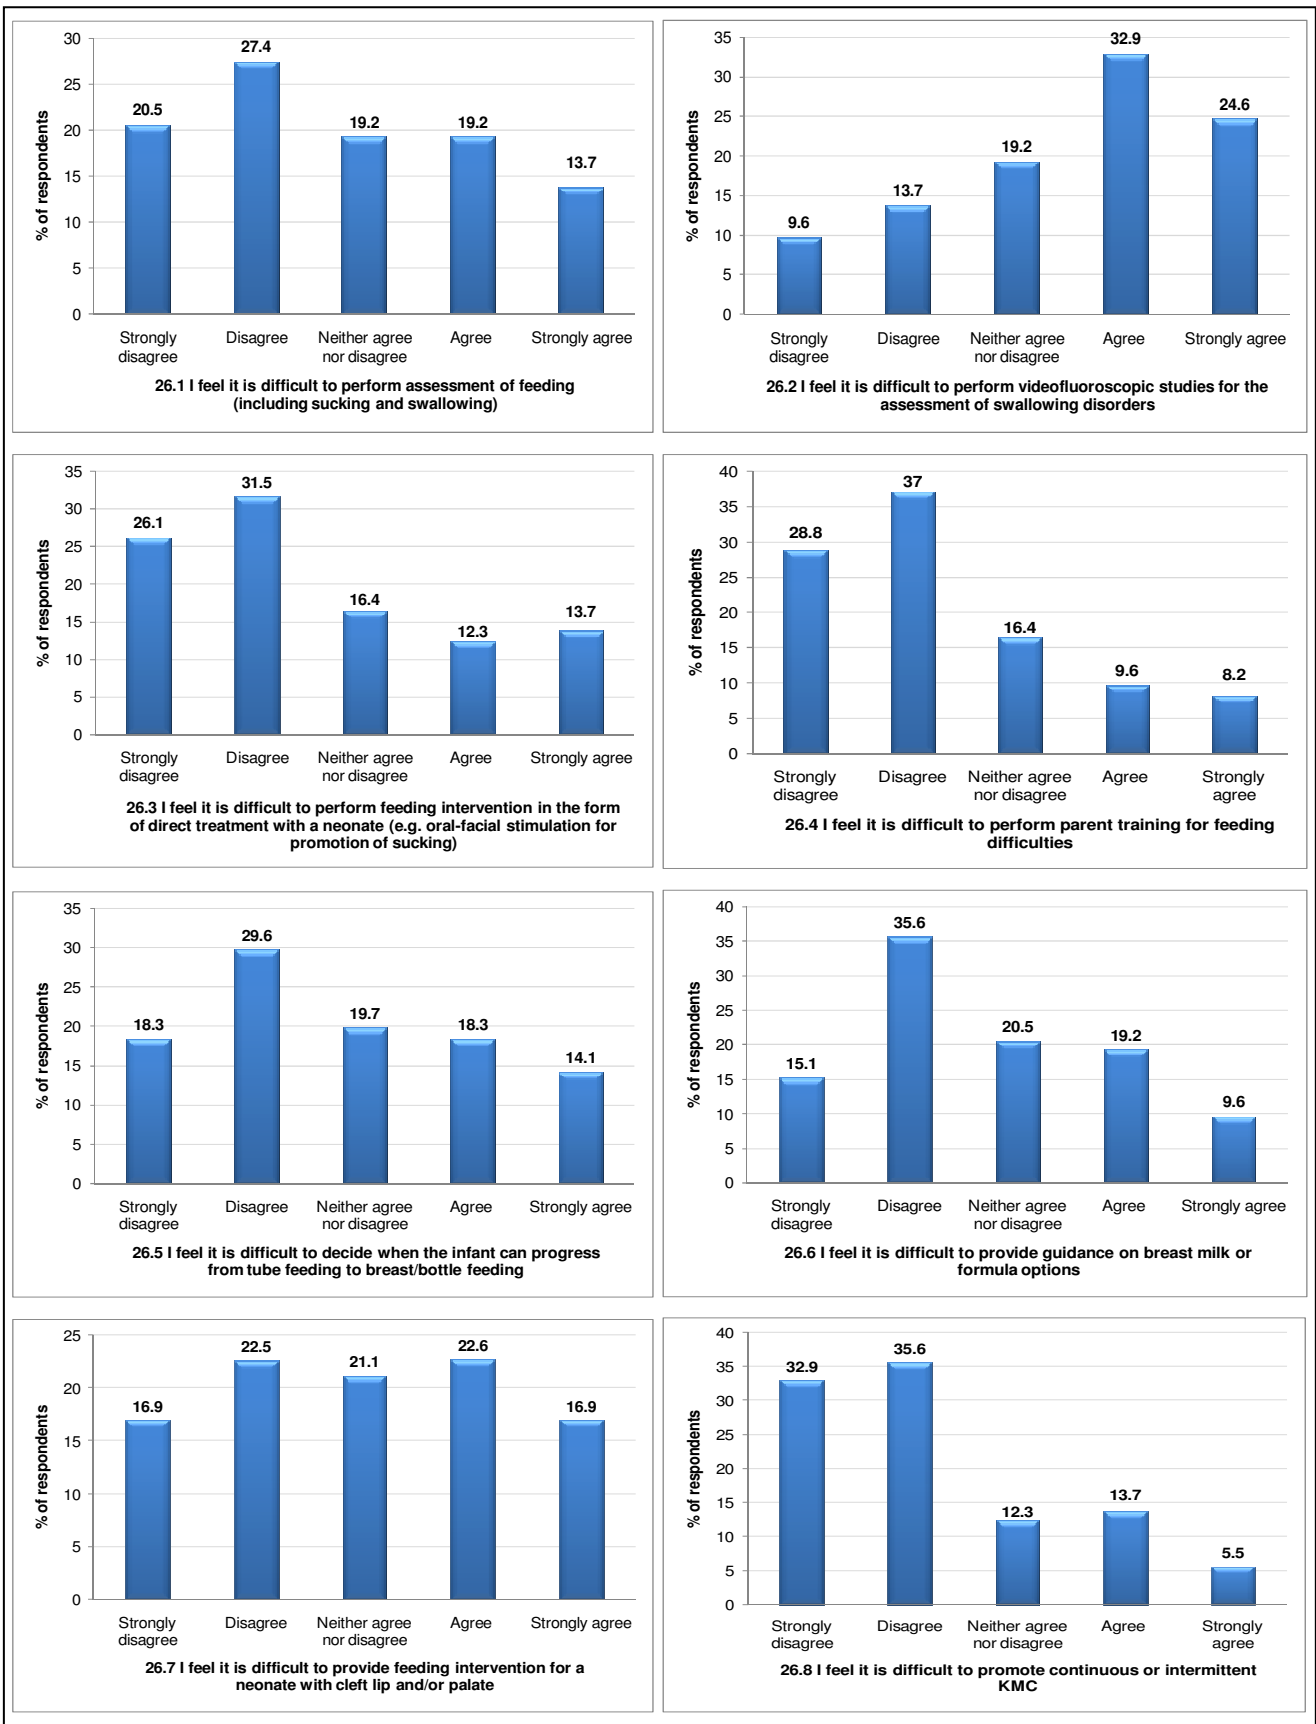 30
25
20
15
10
5
0
% of respondents
20.5
27.4
19.2
19.2
13.7
Strongly disagree
Disagree
Neither agree nor disagree
Agree
Strongly agree
26.1 I feel it is difficult to perform assessment of feeding
(including sucking and swallowing)
35
30
25
20
15
10
5
0
% of respondents
9.6
13.7
19.2
32.9
24.6
Strongly disagree
Disagree
Neither agree nor disagree
Agree
Strongly agree
26.2 I feel it is difficult to perform videofluoroscopic studies for the
assessment of swallowing disorders
35
30
25
20
15
10
5
0
% of respondents
26.1
31.5
16.4
12.3
13.7
Strongly disagree
Disagree
Neither agree nor disagree
Agree
Strongly agree
26.3 I feel it is difficult to perform feeding intervention in the form
of direct treatment with a neonate (e.g. oral-facial stimulation for
promotion of sucking)
40
35
30
25
20
15
10
5
0
% of respondents
28.8
37
16.4
9.6
8.2
Strongly disagree
Disagree
Neither agree nor disagree
Agree
Strongly agree
26.4 I feel it is difficult to perform parent training for feeding
difficulties
35
30
25
20
15
10
5
0
% of respondents
18.3
29.6
19.7
18.3
14.1
Strongly disagree
Disagree
Neither agree nor disagree
Agree
Strongly agree
26.5 I feel it is difficult to decide when the infant can progress
from tube feeding to breast/bottle feeding
40
35
30
25
20
15
10
5
0
% of respondents
15.1
35.6
20.5
19.2
9.6
Strongly disagree
Disagree
Neither agree nor disagree
Agree
Strongly agree
26.6 I feel it is difficult to provide guidance on breast milk or
formula options
25
20
15
10
5
0
% of respondents
16.9
22.5
21.1
22.6
16.9
Strongly disagree
Disagree
Neither agree nor disagree
Agree
Strongly agree
26.7 I feel it is difficult to provide feeding intervention for a
neonate with cleft lip and/or palate
40
35
30
25
20
15
10
5
0
% of respondents
32.9
35.6
12.3
13.7
5.5
Strongly disagree
Disagree
Neither agree nor disagree
Agree
Strongly agree
26.8 I feel it is difficult to promote continuous or intermittent
KMC